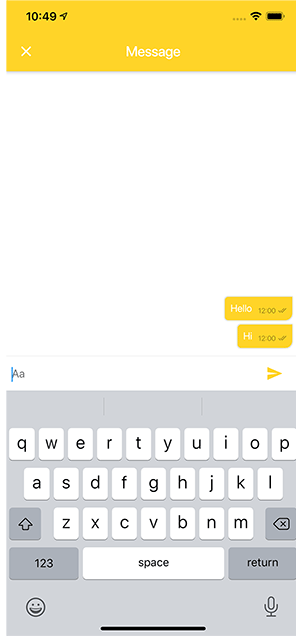 10:49
Message
Hello 12:00
Hi 12:00
Aa
q w e r t y u i o p
a s d f g h j k l
z x c v b n m
123 space return